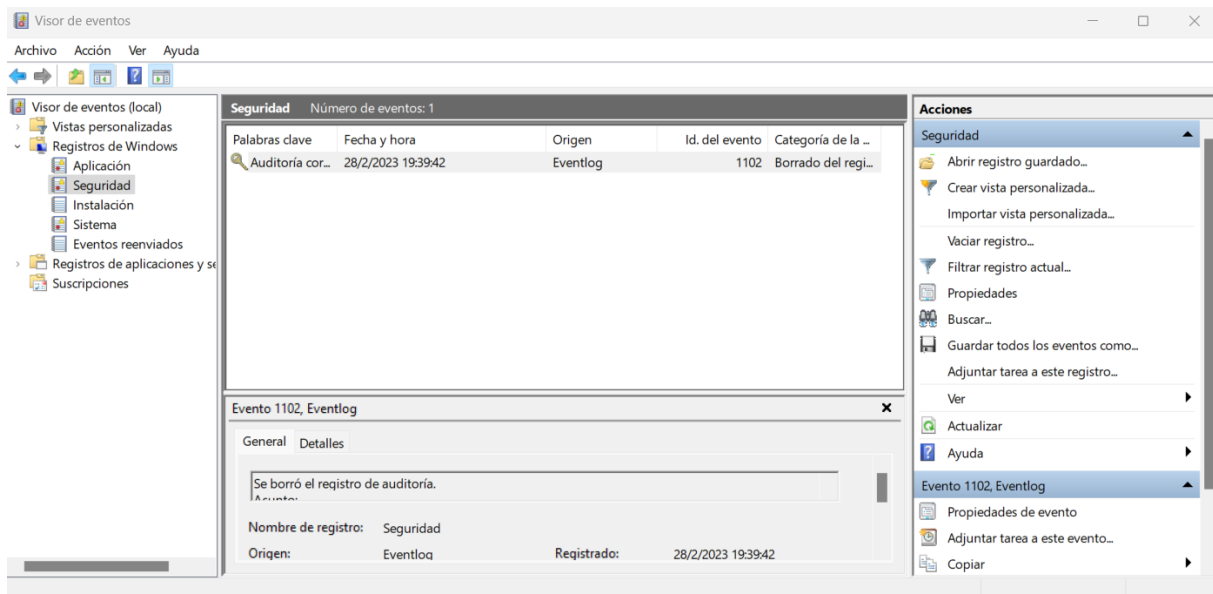 Visor de eventos
Archivo Acción Ver Ayuda
Visor de eventos (local)
Vistas personalizadas
Registros de Windows
Aplicación
Seguridad
Instalación
Sistema
Eventos reenviados
Registros de aplicaciones y se
Suscripciones
Seguridad Número de eventos: 1
Palabras clave Fecha y hora Origen Id. del evento Categoría de la ...
Auditoría cor... 28/2/2023 19:39:42 Eventlog 1102 Borrado del regi...
Evento 1102, Eventlog
General Detalles
Se borró el registro de auditoría.
Asunto:
Nombre de registro: Seguridad
Origen: Eventlog Registrado: 28/2/2023 19:39:42
Acciones
Seguridad
Abrir registro guardado...
Crear vista personalizada...
Importar vista personalizada...
Vaciar registro...
Filtrar registro actual...
Propiedades
Buscar...
Guardar todos los eventos como...
Adjuntar tarea a este registro...
Ver
Actualizar
Ayuda
Evento 1102, Eventlog
Propiedades de evento
Adjuntar tarea a este evento...
Copiar